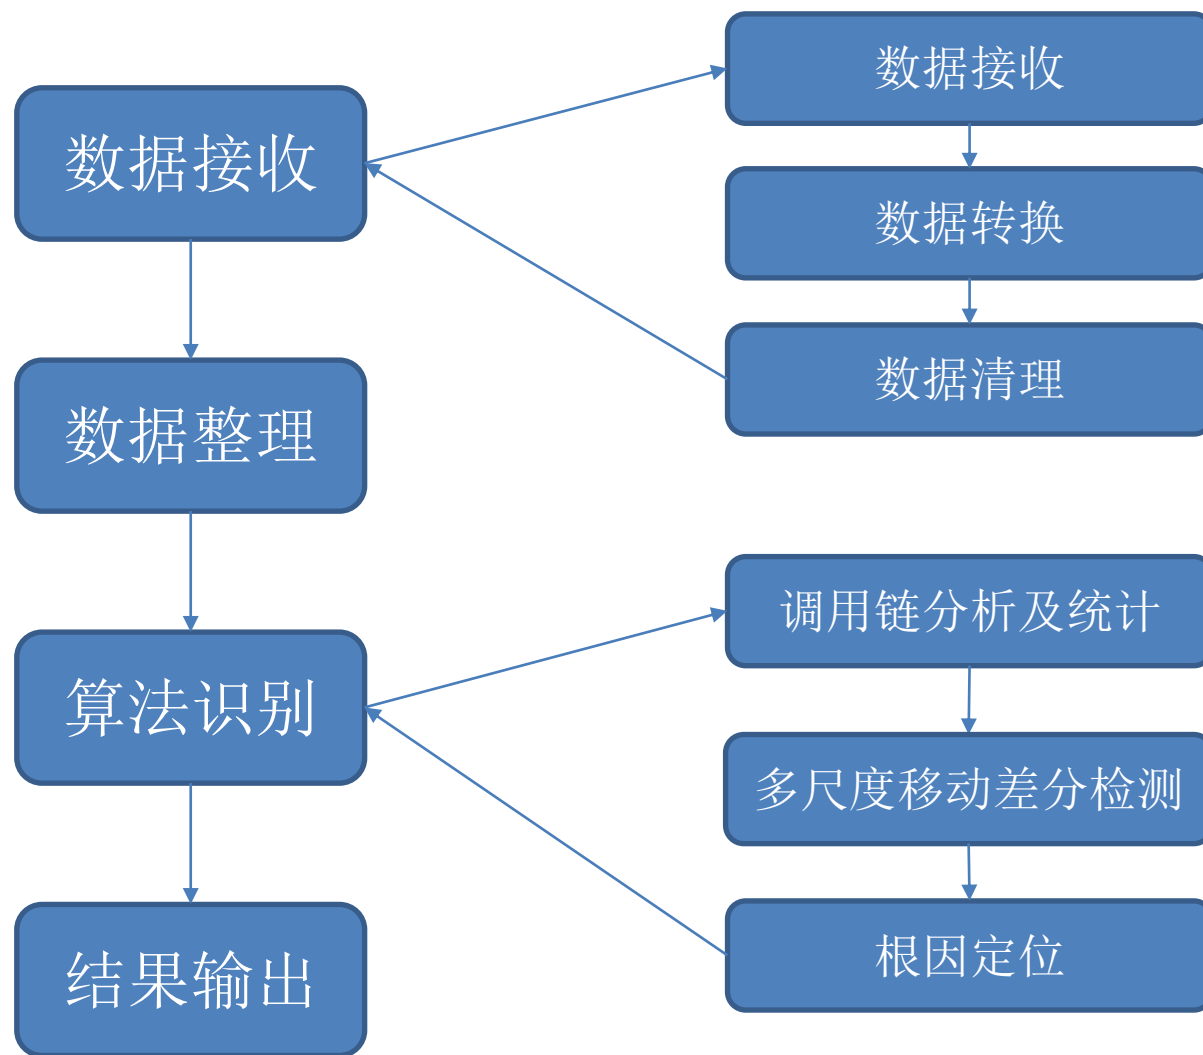 数据接收
数据整理
算法识别
结果输出
数据接收
数据转换
数据清理
调用链分析及统计
多尺度移动差分检测
根因定位